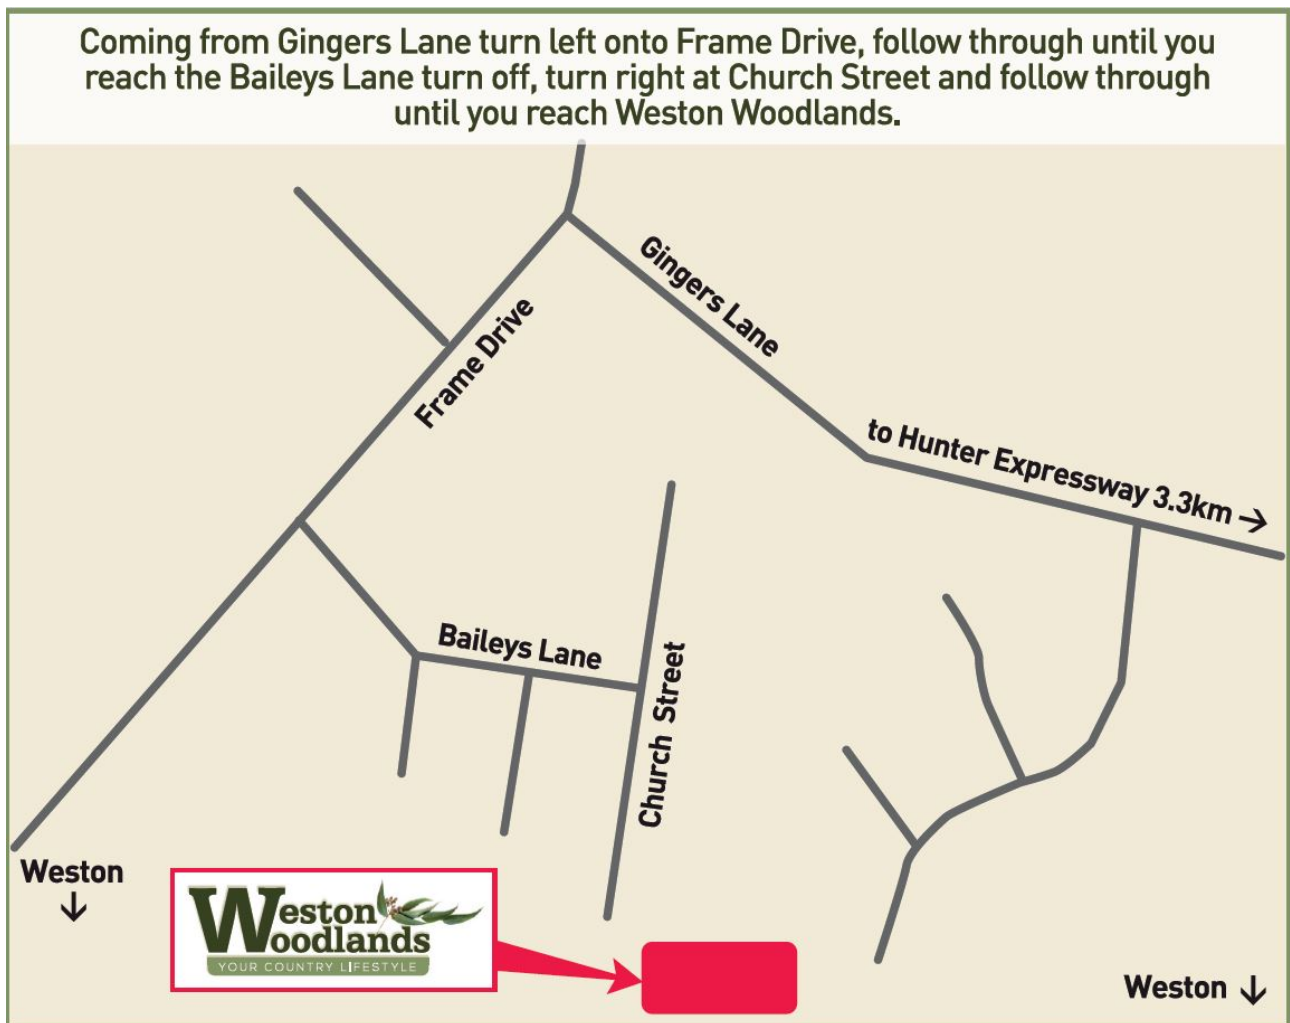 Coming from Gingers Lane turn left onto Frame Drive, follow through until you
reach the Baileys Lane turn off, turn right at Church Street and follow through
until you reach Weston Woodlands.
Gingers Lane
Frame Drive
to Hunter Expressway 3.3km →
Baileys Lane
Church Street
Weston
↓
Weston
Woodlands
YOUR COUNTRY LIFESTYLE
Weston ↓